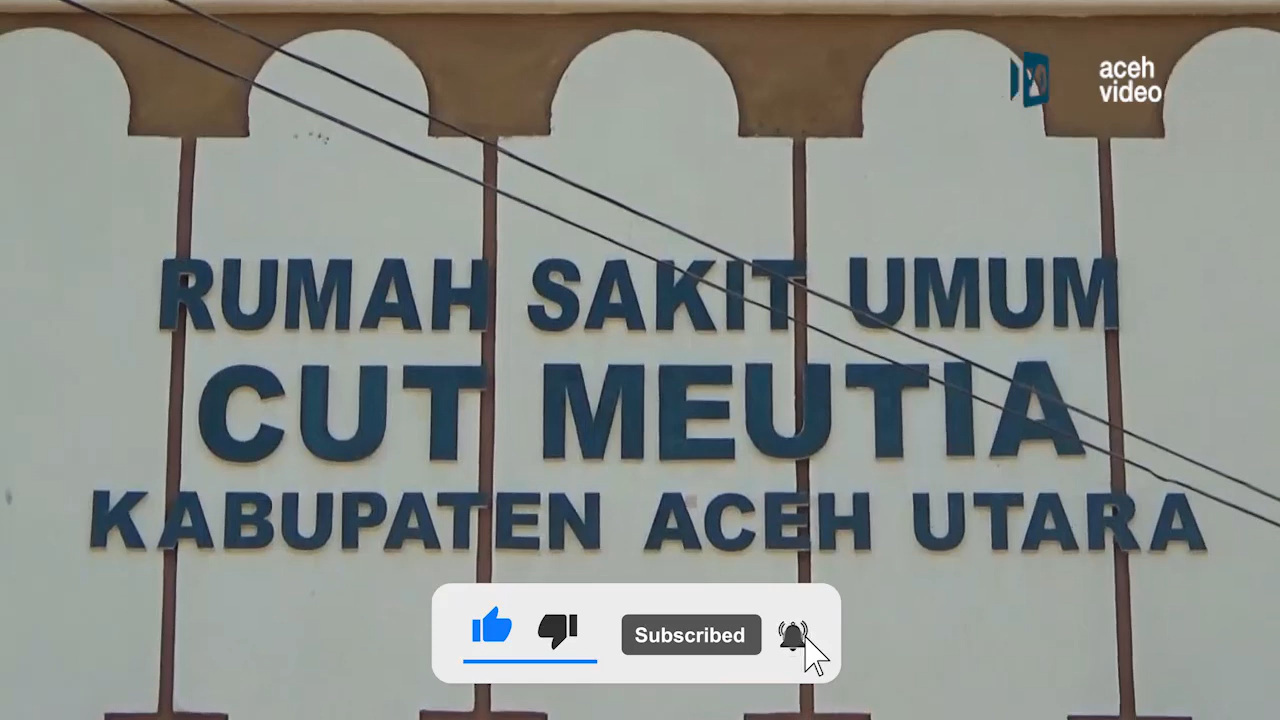 aceh
video
RUMAH SAKIT UMUM
CUT MEUTIA
KABUPATEN ACEH UTARA
Subscribed